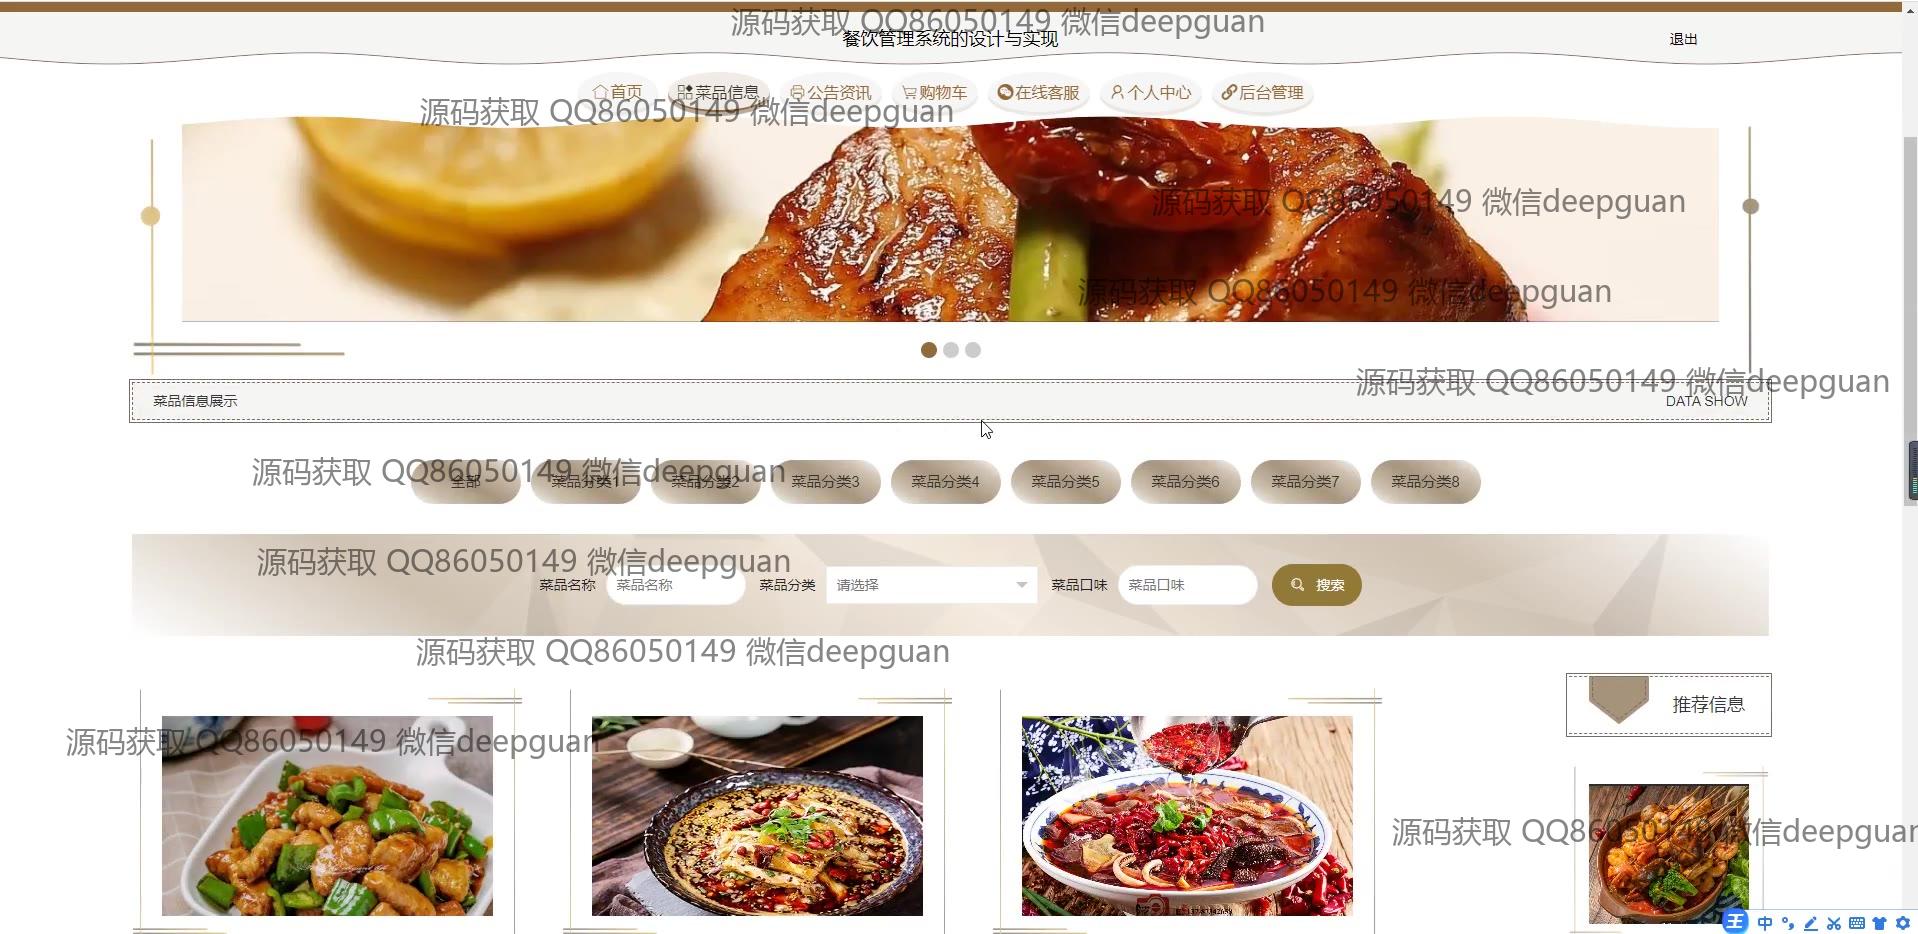 源码获取 QQ86050149 微信deepguan
餐饮管理系统的设计与实现
退出
首页 菜品信息 公告资讯 购物车 在线客服 个人中心 后台管理
源码获取 QQ86050149 微信deepguan
源码获取 QQ86050149 微信deepguan
源码获取 QQ86050149 微信deepguan
源码获取 QQ86050149 微信deepguan
菜品信息展示 DATA SHOW
源码获取 QQ86050149 微信deepguan
全部 菜品分类1 菜品分类2 菜品分类3 菜品分类4 菜品分类5 菜品分类6 菜品分类7 菜品分类8
源码获取 QQ86050149 微信deepguan
菜品名称 菜品名称 菜品分类 请选择 菜品口味 菜品口味 搜索
源码获取 QQ86050149 微信deepguan
推荐信息
源码获取 QQ86050149 微信deepguan
源码获取 QQ86050149 微信deepguan
王 中